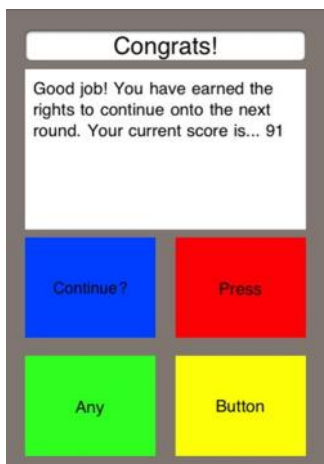 Congrats!
Good job! You have earned the
rights to continue onto the next
round. Your current score is... 91
Continue?
Press
Any
Button